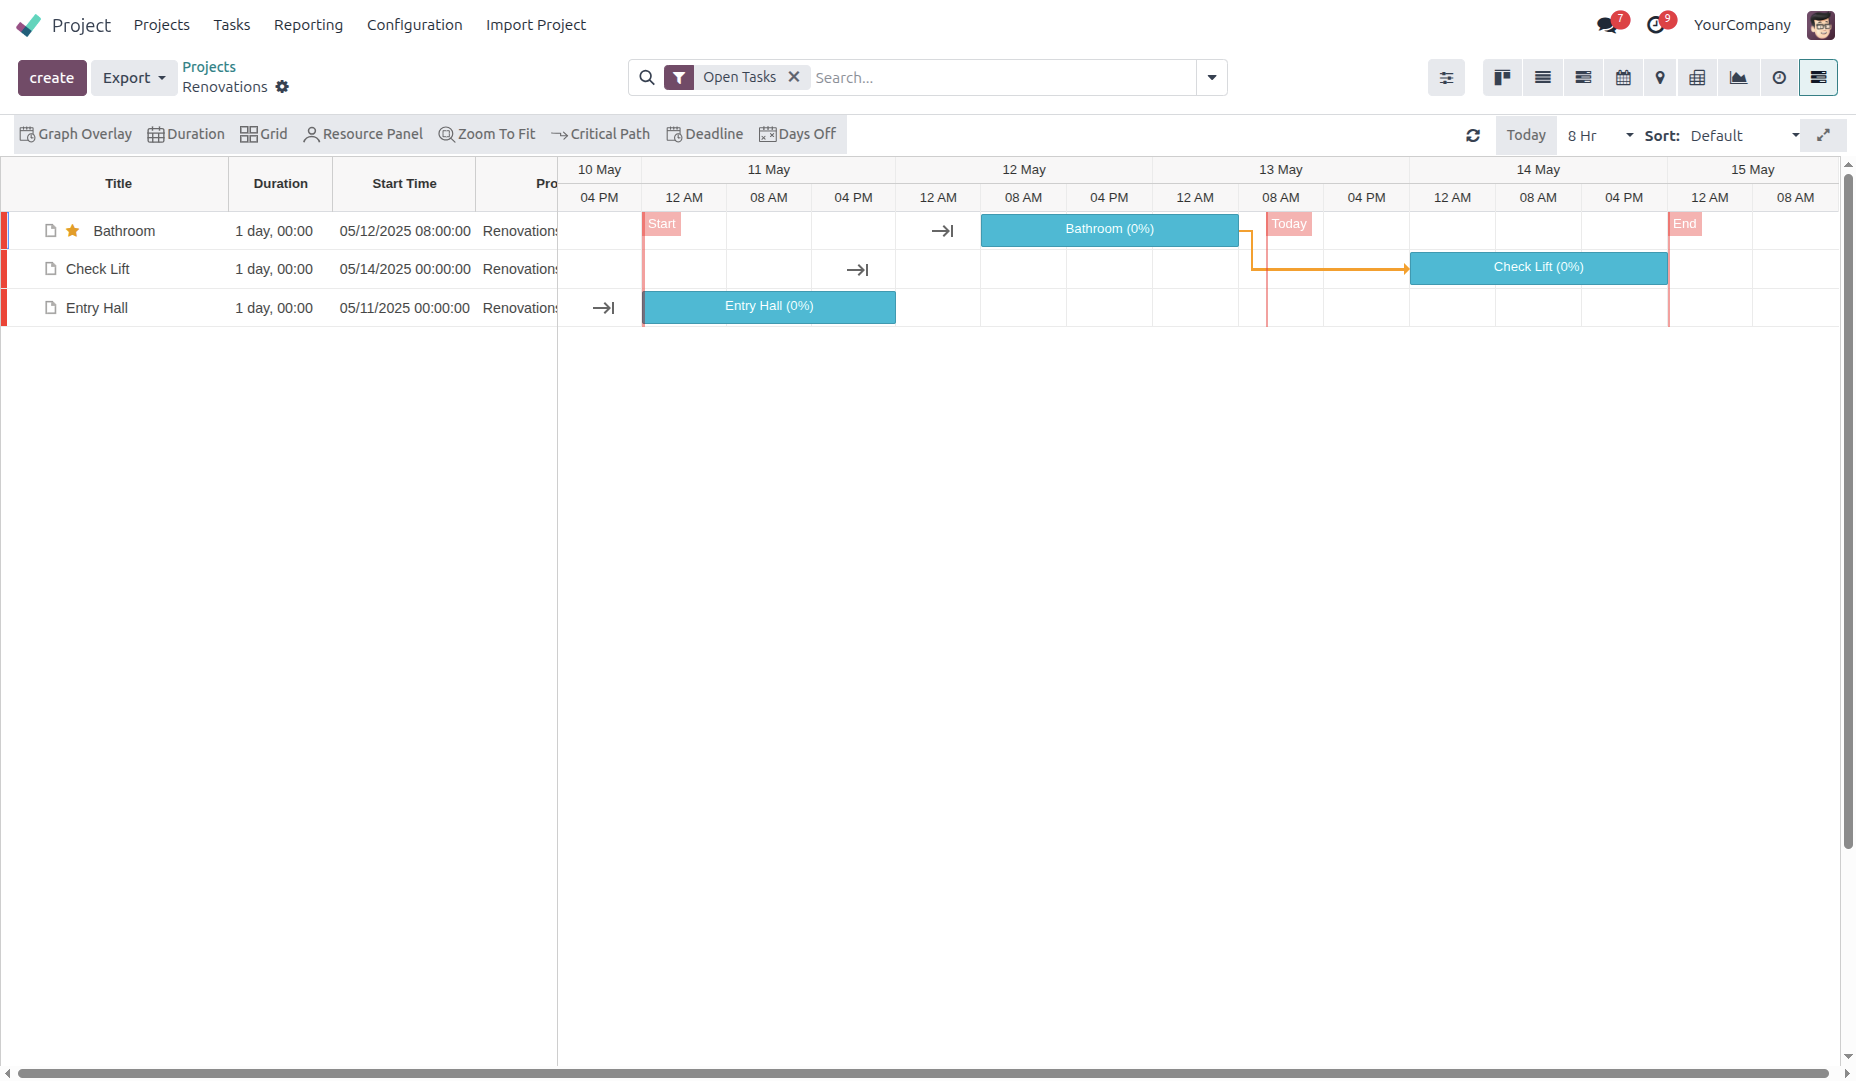 Project Projects Tasks Reporting Configuration Import Project 7 9 YourCompany
create Export Projects
Renovations
Open Tasks Search...
Graph Overlay Duration Grid Resource Panel Zoom To Fit Critical Path Deadline Days Off Today 8 Hr Sort: Default
Title Duration Start Time Pro
10 May 11 May 12 May 13 May 14 May 15 May
04 PM 12 AM 08 AM 04 PM 12 AM 08 AM 04 PM 12 AM 08 AM 04 PM 12 AM 08 AM 04 PM 12 AM 08 AM
Bathroom 1 day, 00:00 05/12/2025 08:00:00 Renovations Start Bathroom (0%) Today End
Check Lift 1 day, 00:00 05/14/2025 00:00:00 Renovations Check Lift (0%)
Entry Hall 1 day, 00:00 05/11/2025 00:00:00 Renovations Entry Hall (0%)